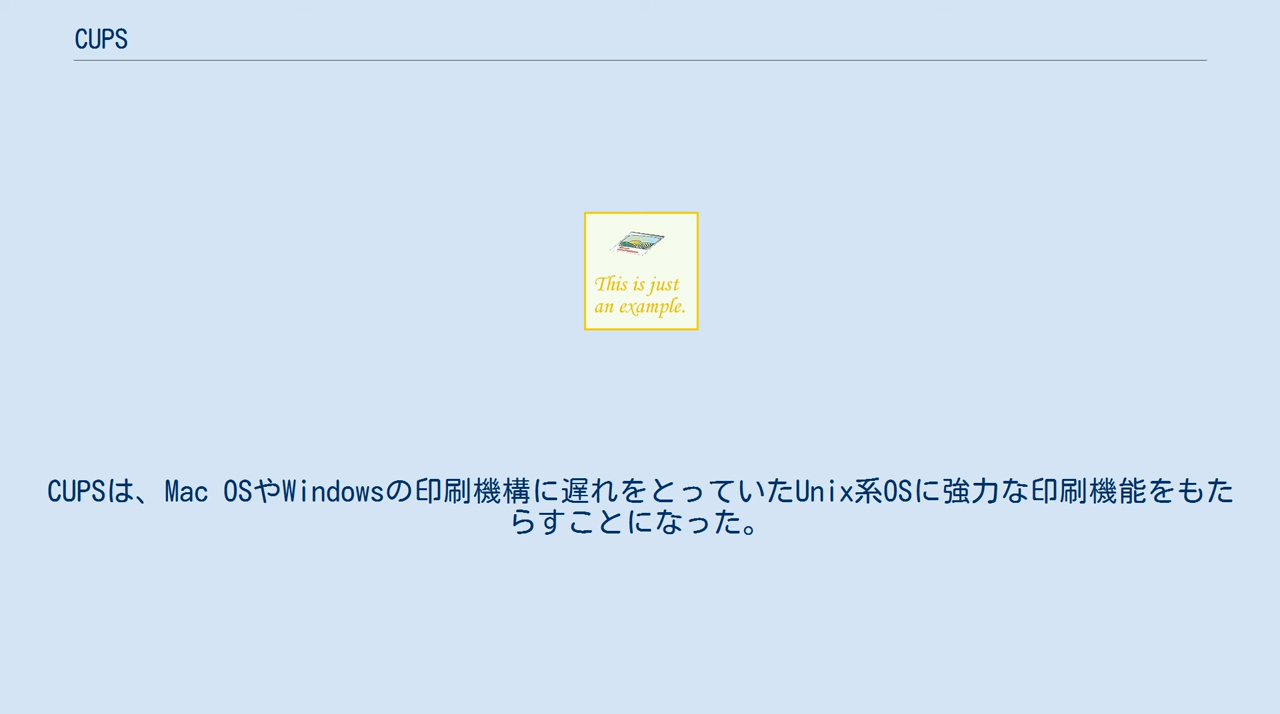 CUPS
This is just
an example.
CUPSは、Mac OSやWindowsの印刷機構に遅れをとっていたUnix系OSに強力な印刷機能をもた
らすことになった。